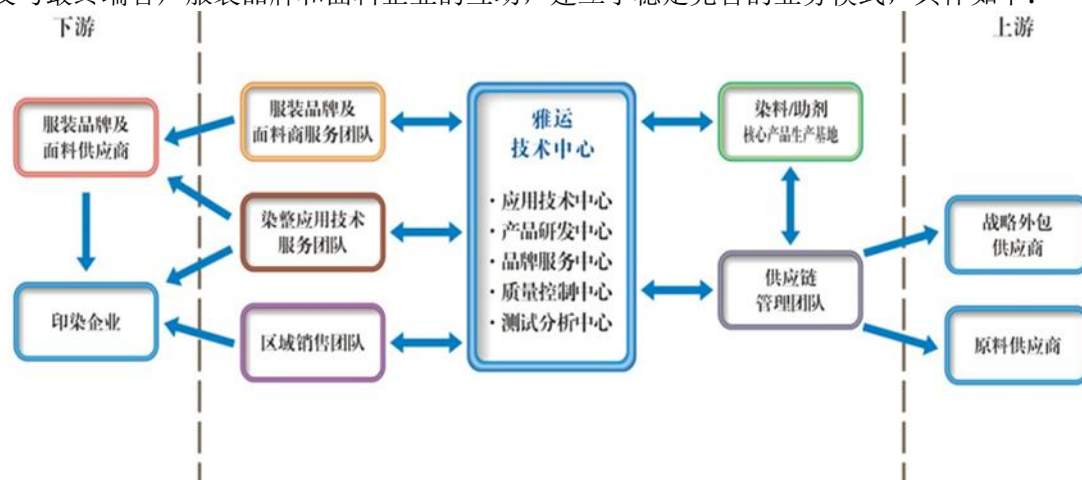 下游
上游
服装品牌及
面料供应商
印染企业
服装品牌及
面料商服务团队
染整应用技术
服务团队
区域销售团队
雅运
技术中心
·应用技术中心
·产品研发中心
·品牌服务中心
·质量控制中心
·测试分析中心
染料/助剂
核心产品生产基地
供应链
管理团队
战略外包
供应商
原料供应商